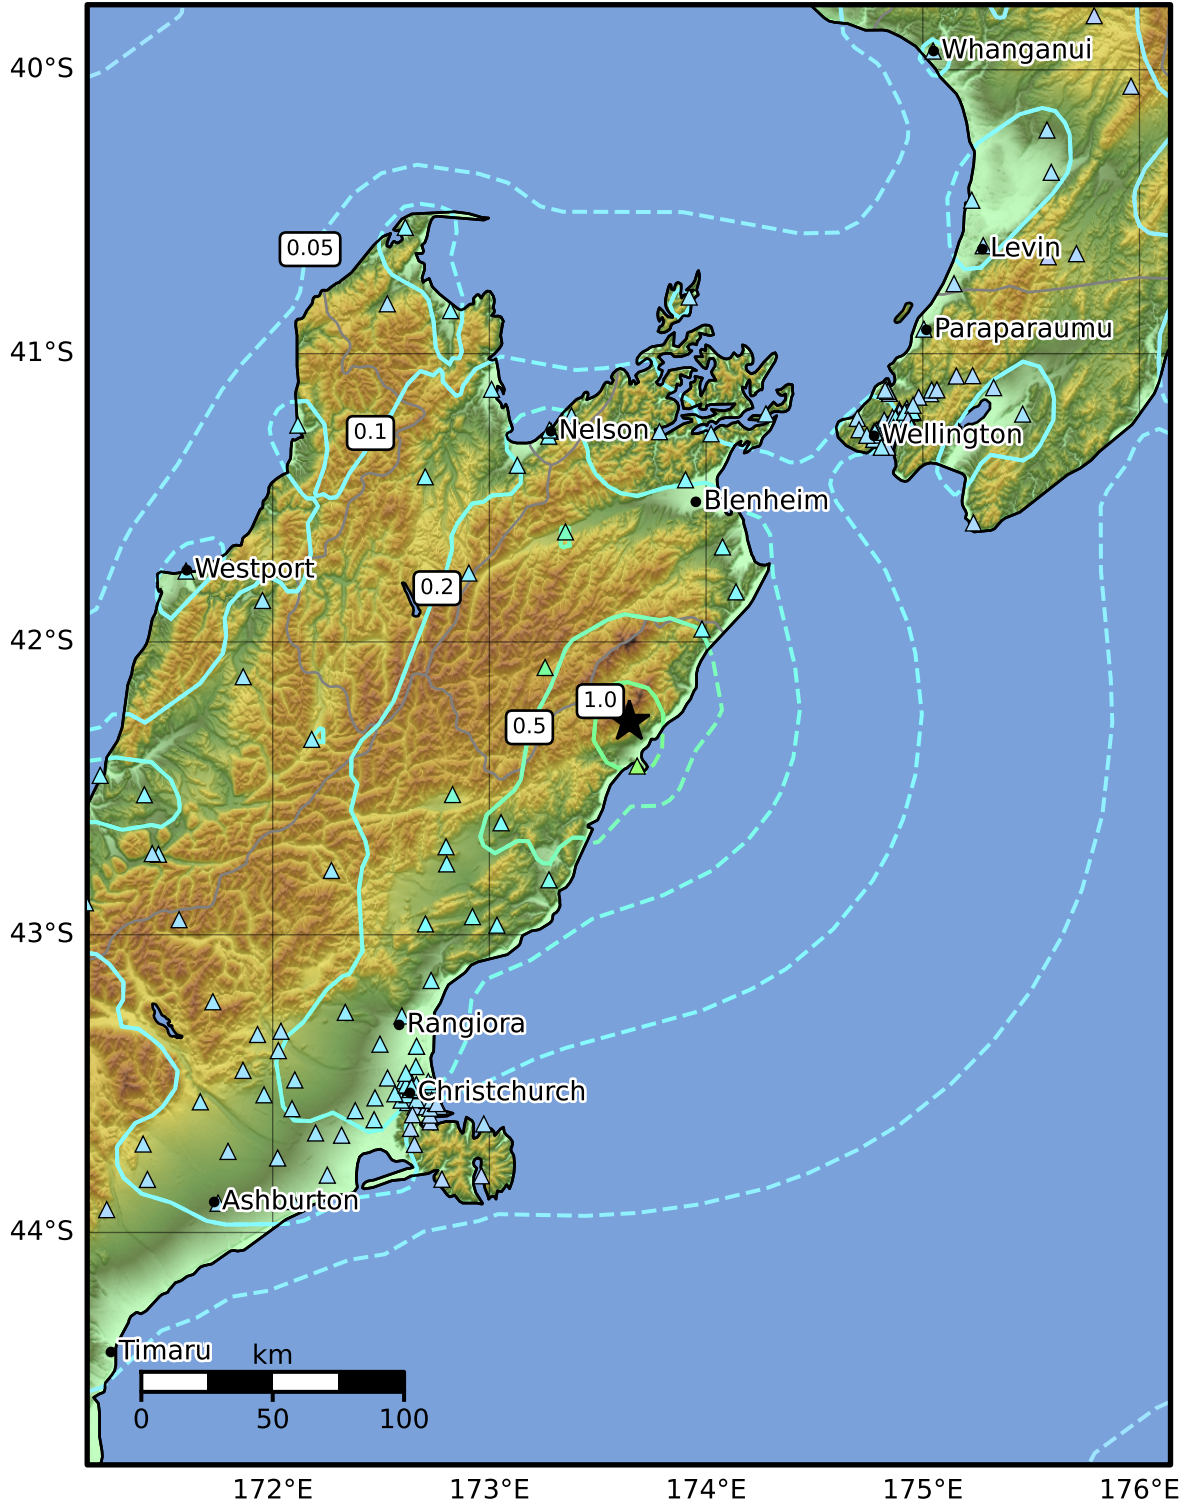 40°S
41°S
42°S
43°S
44°S
Whanganui
0.05
Levin
Paraparaumu
0.1
Nelson
Wellington
Blenheim
Westport
0.2
1.0
0.5
Rangiora
Christchurch
Ashburton
Timaru
km
0 50 100
172°E 173°E 174°E 175°E 176°E